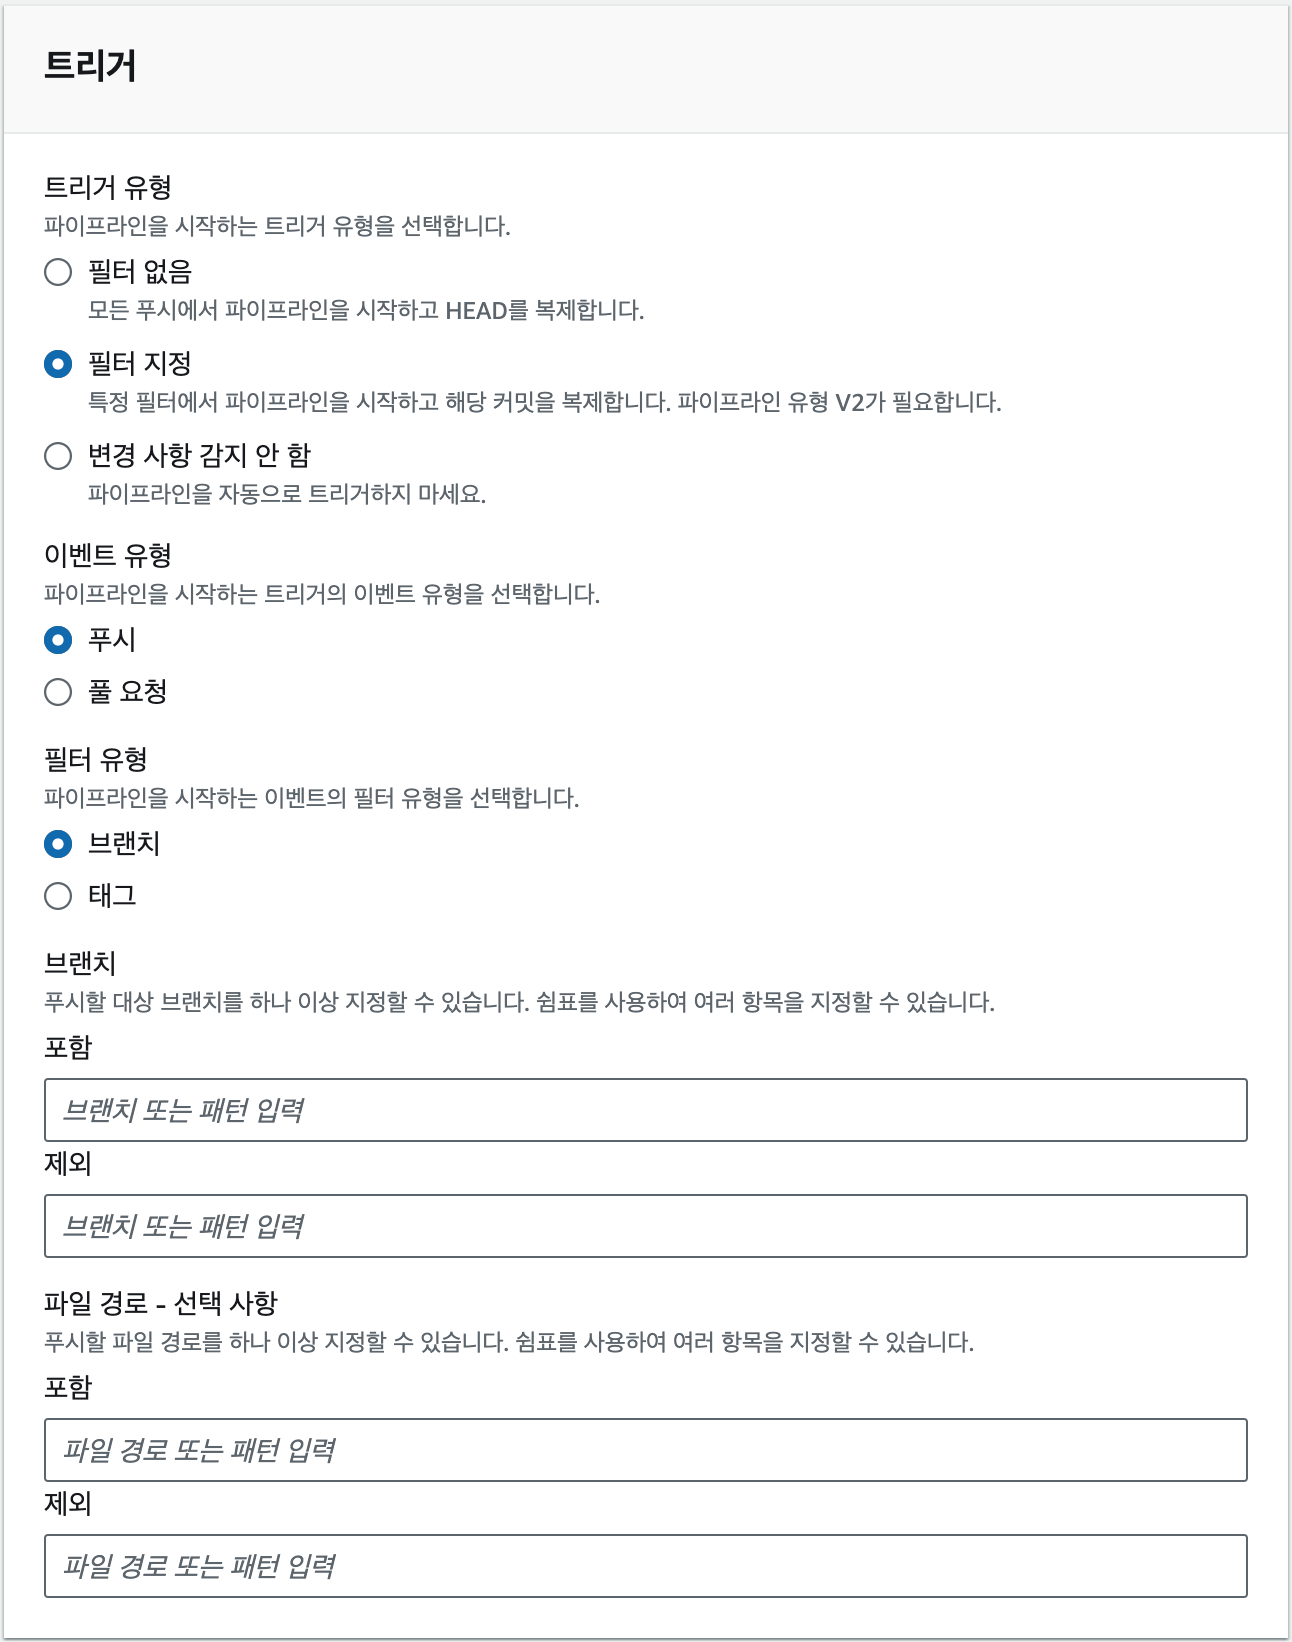 트리거
트리거 유형
파이프라인을 시작하는 트리거 유형을 선택합니다.
필터 없음
모든 푸시에서 파이프라인을 시작하고 HEAD를 복제합니다.
필터 지정
특정 필터에서 파이프라인을 시작하고 해당 커밋을 복제합니다. 파이프라인 유형 V2가 필요합니다.
변경 사항 감지 안 함
파이프라인을 자동으로 트리거하지 마세요.
이벤트 유형
파이프라인을 시작하는 트리거의 이벤트 유형을 선택합니다.
푸시
풀 요청
필터 유형
파이프라인을 시작하는 이벤트의 필터 유형을 선택합니다.
브랜치
태그
브랜치
푸시할 대상 브랜치를 하나 이상 지정할 수 있습니다. 쉼표를 사용하여 여러 항목을 지정할 수 있습니다.
포함
브랜치 또는 패턴 입력
제외
브랜치 또는 패턴 입력
파일 경로 - 선택 사항
푸시할 파일 경로를 하나 이상 지정할 수 있습니다. 쉼표를 사용하여 여러 항목을 지정할 수 있습니다.
포함
파일 경로 또는 패턴 입력
제외
파일 경로 또는 패턴 입력